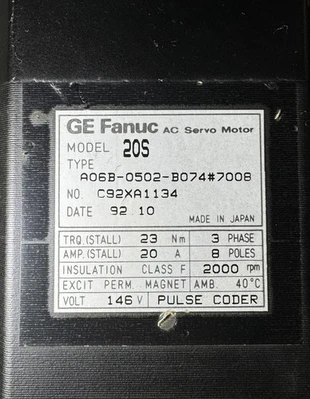 GE Fanuc AC Servo Motor
MODEL 20S
TYPE
A06B-0502-B074#7008
NO. C92XA1134
DATE 92.10
MADE IN JAPAN
TRQ.(STALL) 23 Nm 3 PHASE
AMP.(STALL) 20 A 8 POLES
INSULATION CLASS F 2000 rpm
EXCIT PERM. MAGNET AMB. 40°C
VOLT 146 V PULSE CODER